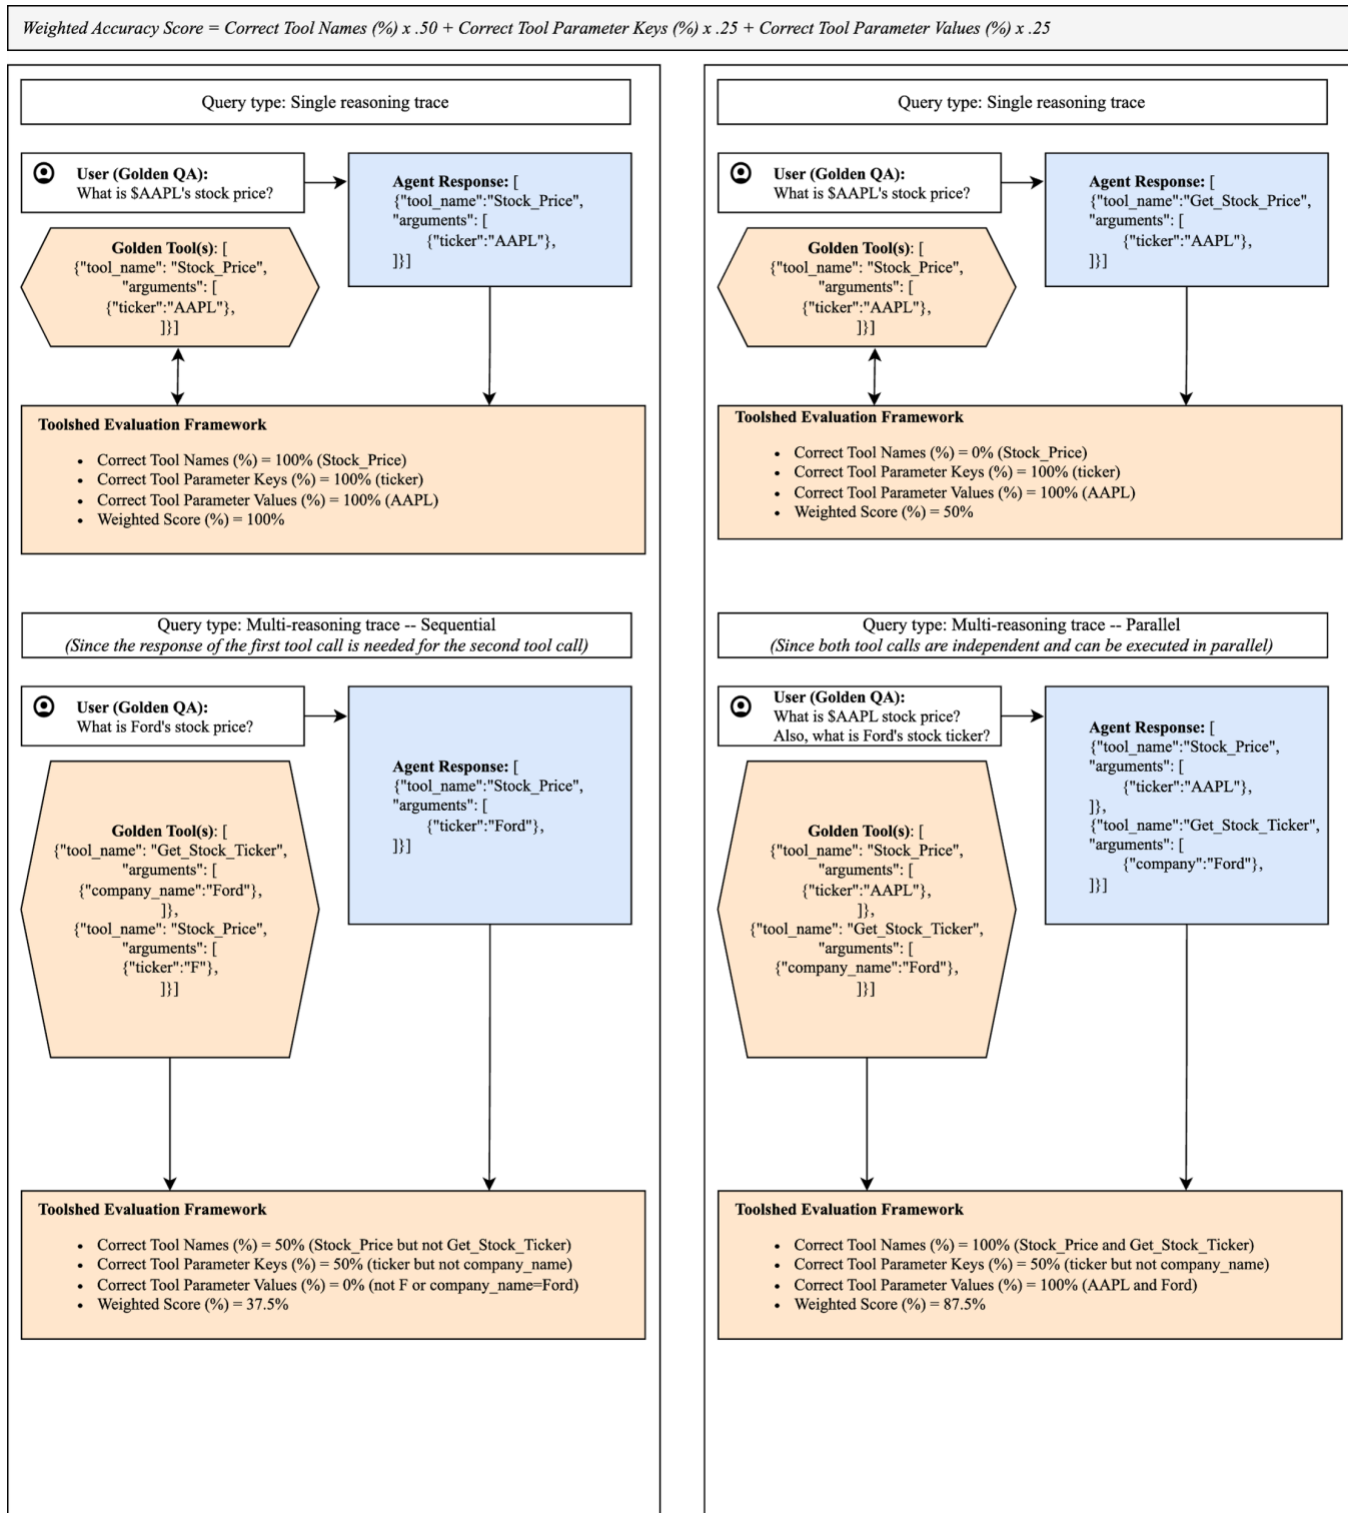 Weighted Accuracy Score = Correct Tool Names (%) x .50 + Correct Tool Parameter Keys (%) x .25 + Correct Tool Parameter Values (%) x .25
Query type: Single reasoning trace
User (Golden QA):
What is $AAPL's stock price?
Agent Response: [
{"tool_name":"Stock_Price",
"arguments": [
{"ticker":"AAPL"},
]}]
Golden Tool(s): [
{"tool_name": "Stock_Price",
"arguments": [
{"ticker":"AAPL"},
]}]
Toolshed Evaluation Framework
• Correct Tool Names (%) = 100% (Stock_Price)
• Correct Tool Parameter Keys (%) = 100% (ticker)
• Correct Tool Parameter Values (%) = 100% (AAPL)
• Weighted Score (%) = 100%
Query type: Multi-reasoning trace -- Sequential
(Since the response of the first tool call is needed for the second tool call)
User (Golden QA):
What is Ford's stock price?
Agent Response: [
{"tool_name":"Stock_Price",
"arguments": [
{"ticker":"Ford"},
]}]
Golden Tool(s): [
{"tool_name": "Get_Stock_Ticker",
"arguments": [
{"company_name":"Ford"},
]},
{"tool_name": "Stock_Price",
"arguments": [
{"ticker":"F"},
]}]
Toolshed Evaluation Framework
• Correct Tool Names (%) = 50% (Stock_Price but not Get_Stock_Ticker)
• Correct Tool Parameter Keys (%) = 50% (ticker but not company_name)
• Correct Tool Parameter Values (%) = 0% (not F or company_name=Ford)
• Weighted Score (%) = 37.5%
Query type: Single reasoning trace
User (Golden QA):
What is $AAPL's stock price?
Agent Response: [
{"tool_name":"Get_Stock_Price",
"arguments": [
{"ticker":"AAPL"},
]}]
Golden Tool(s): [
{"tool_name": "Stock_Price",
"arguments": [
{"ticker":"AAPL"},
]}]
Toolshed Evaluation Framework
• Correct Tool Names (%) = 0% (Stock_Price)
• Correct Tool Parameter Keys (%) = 100% (ticker)
• Correct Tool Parameter Values (%) = 100% (AAPL)
• Weighted Score (%) = 50%
Query type: Multi-reasoning trace -- Parallel
(Since both tool calls are independent and can be executed in parallel)
User (Golden QA):
What is $AAPL stock price?
Also, what is Ford's stock ticker?
Agent Response: [
{"tool_name":"Stock_Price",
"arguments": [
{"ticker":"AAPL"},
]},
{"tool_name":"Get_Stock_Ticker",
"arguments": [
{"company":"Ford"},
]}]
Golden Tool(s): [
{"tool_name": "Stock_Price",
"arguments": [
{"ticker":"AAPL"},
]},
{"tool_name": "Get_Stock_Ticker",
"arguments": [
{"company_name":"Ford"},
]}]
Toolshed Evaluation Framework
• Correct Tool Names (%) = 100% (Stock_Price and Get_Stock_Ticker)
• Correct Tool Parameter Keys (%) = 50% (ticker but not company_name)
• Correct Tool Parameter Values (%) = 100% (AAPL and Ford)
• Weighted Score (%) = 87.5%